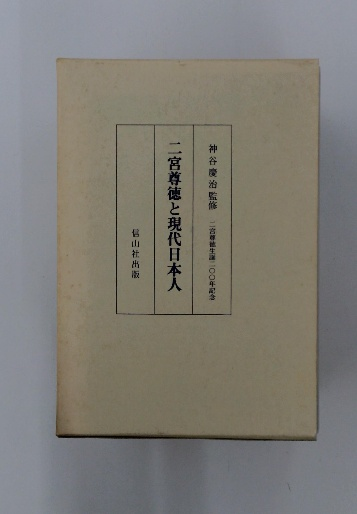 神谷慶治監修 二宮尊徳生誕二〇〇年記念
二宮尊徳と現代日本人
信山社出版